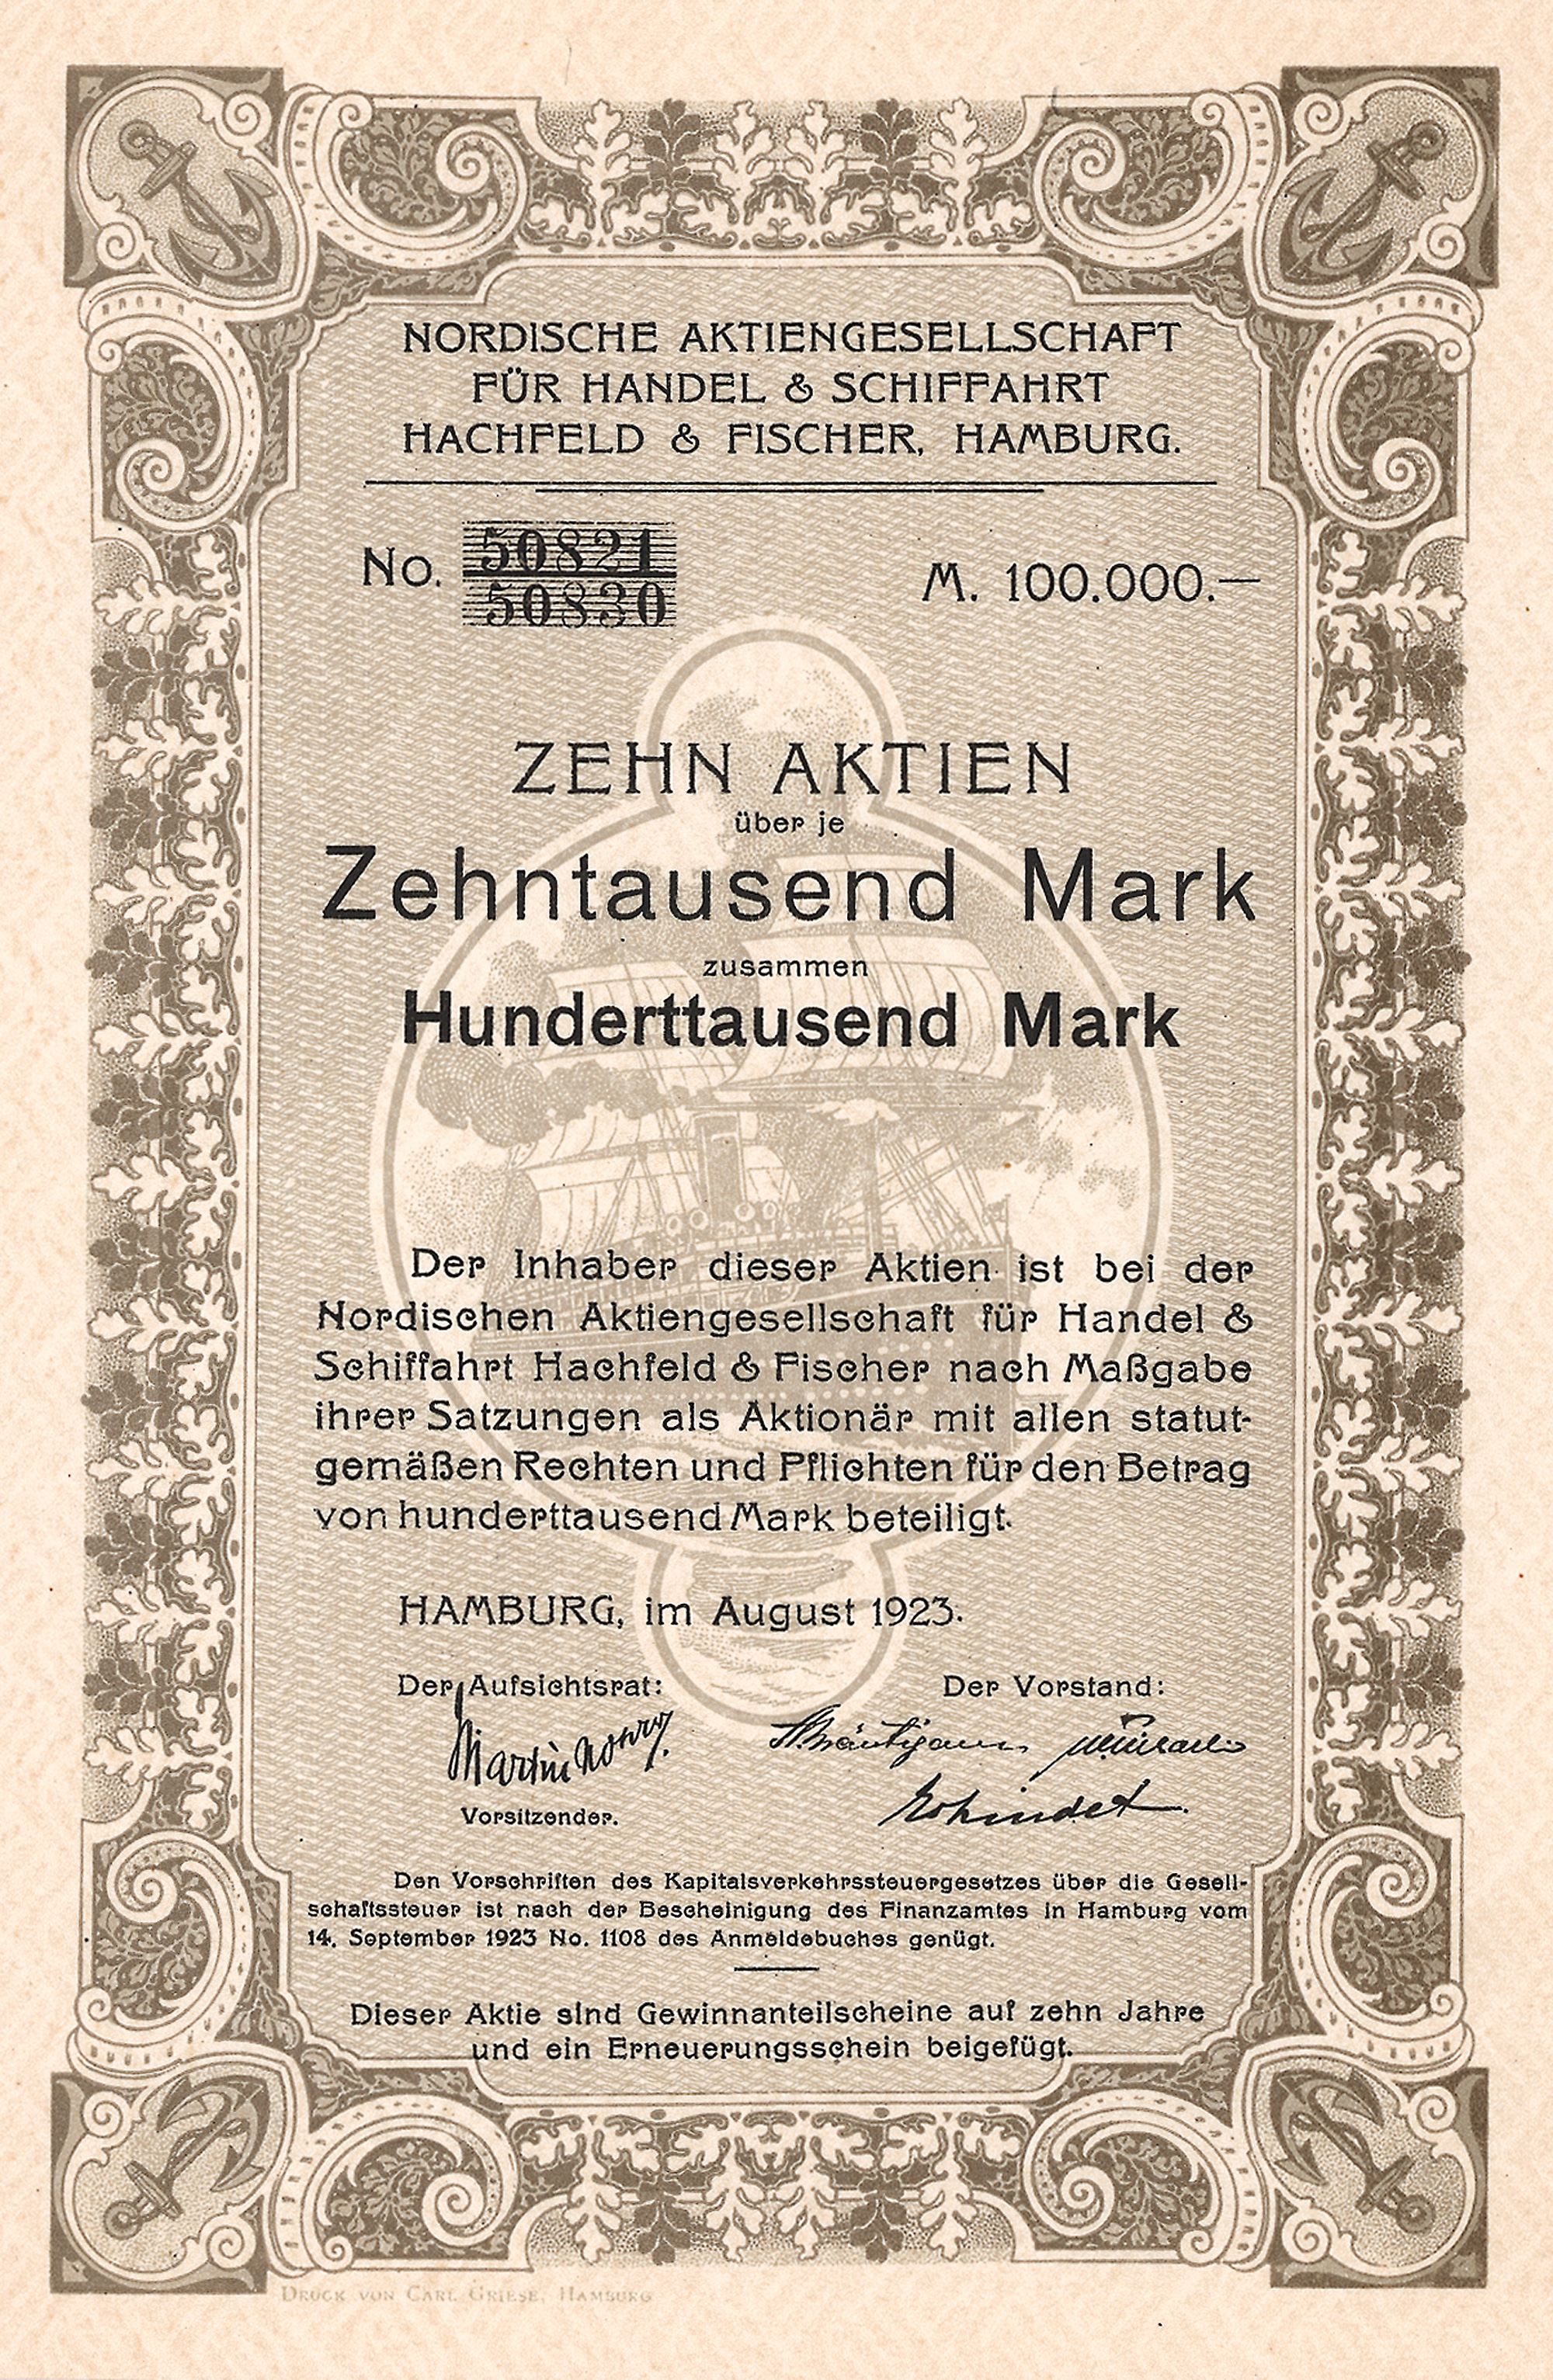 NORDISCHE AKTIENGESELLSCHAFT
FÜR HANDEL & SCHIFFAHRT
HACHFELD & FISCHER, HAMBURG.
No. 50821
50830
M. 100.000.—
ZEHN AKTIEN
über je
Zehntausend Mark
zusammen
Hunderttausend Mark
Der Inhaber dieser Aktien ist bei der
Nordischen Aktiengesellschaft für Handel &
Schiffahrt Hachfeld & Fischer nach Maßgabe
ihrer Satzungen als Aktionär mit allen statut-
gemäßen Rechten und Pflichten für den Betrag
von hunderttausend Mark beteiligt.
HAMBURG, im August 1923.
Der Aufsichtsrat:
Martin
Vorsitzender.
Der Vorstand:
Den Vorschriften des Kapitalsverkehrssteuergesetzes über die Gesell-
schaftssteuer ist nach der Bescheinigung des Finanzamtes in Hamburg vom
14. September 1923 No. 1108 des Anmeldebuches genügt.
Dieser Aktie sind Gewinnanteilscheine auf zehn Jahre
und ein Erneuerungsschein beigefügt.
DRUCK VON CARL GRIESE, HAMBURG